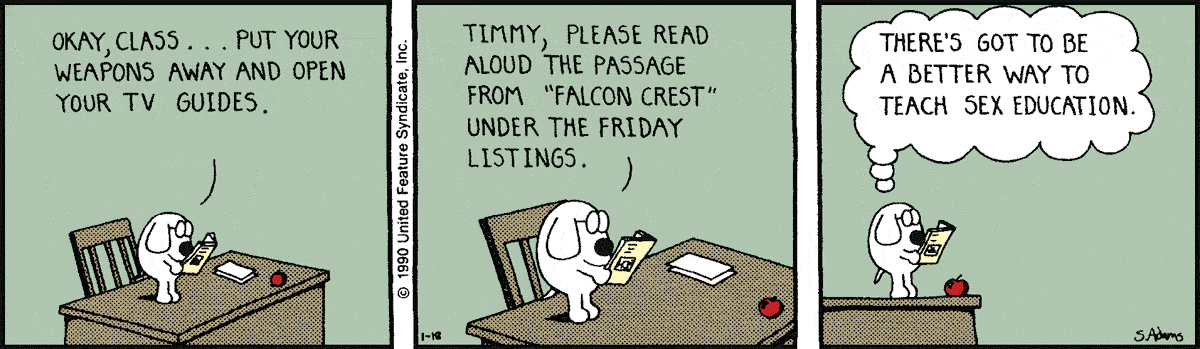 OKAY, CLASS... PUT YOUR
WEAPONS AWAY AND OPEN
YOUR TV GUIDES.
© 1990 United Feature Syndicate, Inc.
TIMMY, PLEASE READ
ALOUD THE PASSAGE
FROM "FALCON CREST"
UNDER THE FRIDAY
LISTINGS.
1-18
THERE'S GOT TO BE
A BETTER WAY TO
TEACH SEX EDUCATION.
S. Adams